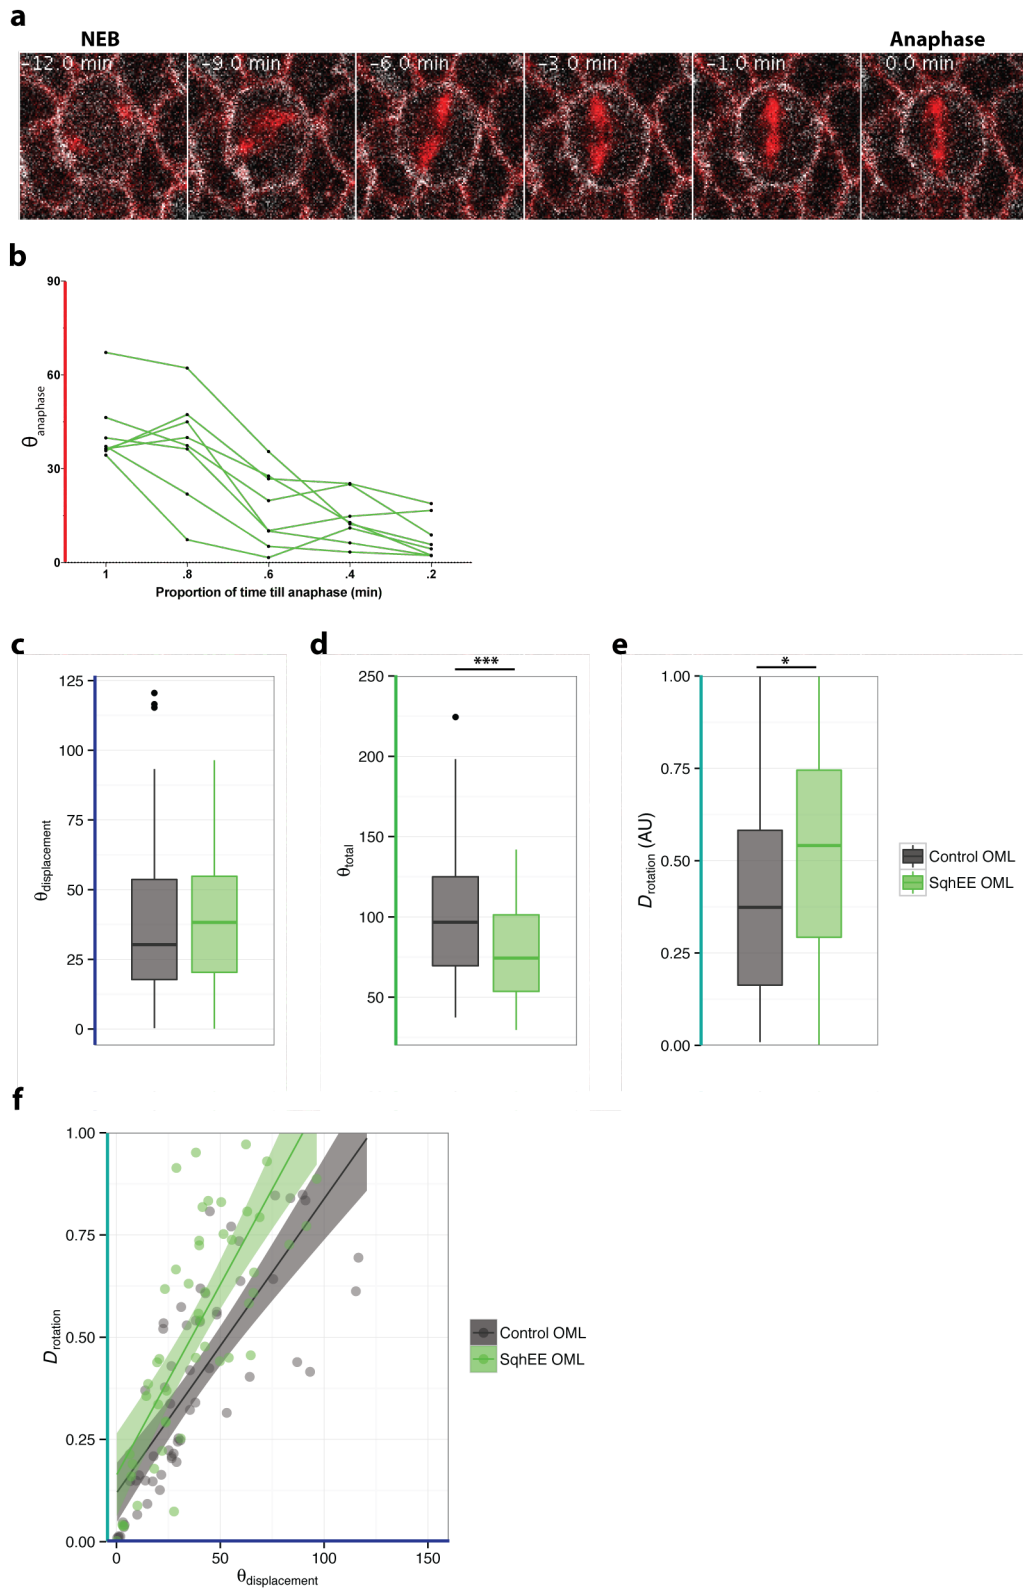 a
NEB
Anaphase
-12.0 min
-9.0 min
-6.0 min
-3.0 min
-1.0 min
0.0 min
b
90
60
30
0
θanaphase
1
.8
.6
.4
.2
Proportion of time till anaphase (min)
c
125
100
75
50
25
0
θdisplacement
d
***
250
200
150
100
50
θtotal
e
*
1.00
0.75
0.50
0.25
0.00
Drotation (AU)
Control OML
SqhEE OML
f
1.00
0.75
0.50
0.25
0.00
Drotation
0
50
100
150
θdisplacement
Control OML
SqhEE OML